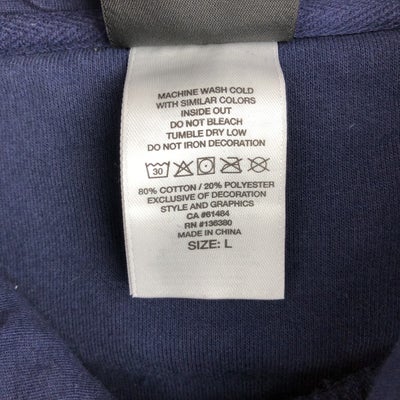 MACHINE WASH COLD
WITH SIMILAR COLORS
INSIDE OUT
DO NOT BLEACH
TUMBLE DRY LOW
DO NOT IRON DECORATION
30
80% COTTON / 20% POLYESTER
EXCLUSIVE OF DECORATION
STYLE AND GRAPHICS
CA #61484
RN #136380
MADE IN CHINA
SIZE: L